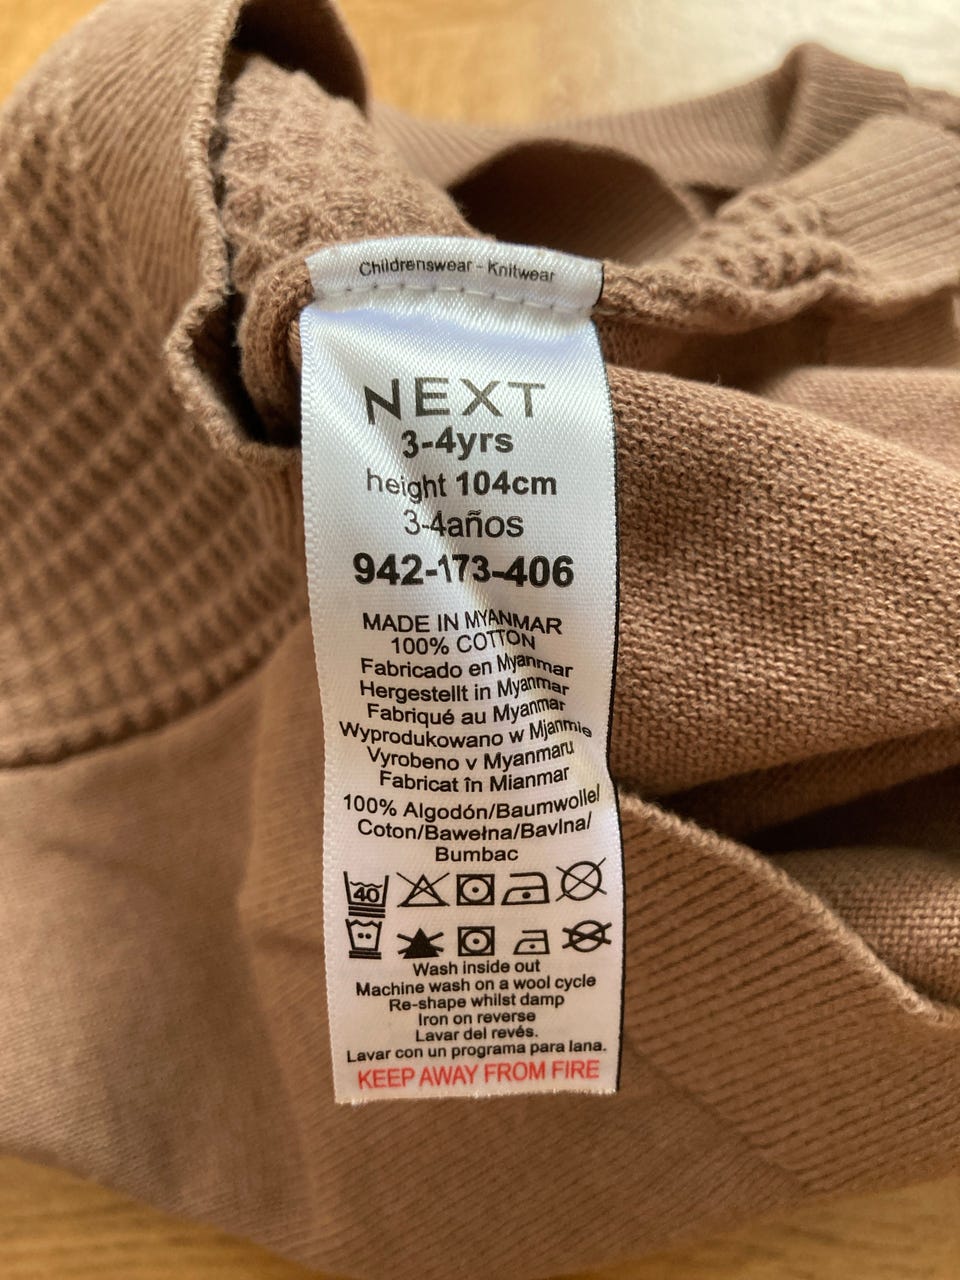 Childrenswear - Knitwear
NEXT
3-4yrs
height 104cm
3-4años
942-173-406
MADE IN MYANMAR
100% COTTON
Fabricado en Myanmar
Hergestellt in Myanmar
Fabriqué au Myanmar
Wyprodukowano w Mjanmie
Vyrobeno v Myanmaru
Fabricat în Mianmar
100% Algodón/Baumwolle/
Coton/Bawełna/Bavlna/
Bumbac
40
Wash inside out
Machine wash on a wool cycle
Re-shape whilst damp
Iron on reverse
Lavar del revés.
Lavar con un programa para lana.
KEEP AWAY FROM FIRE